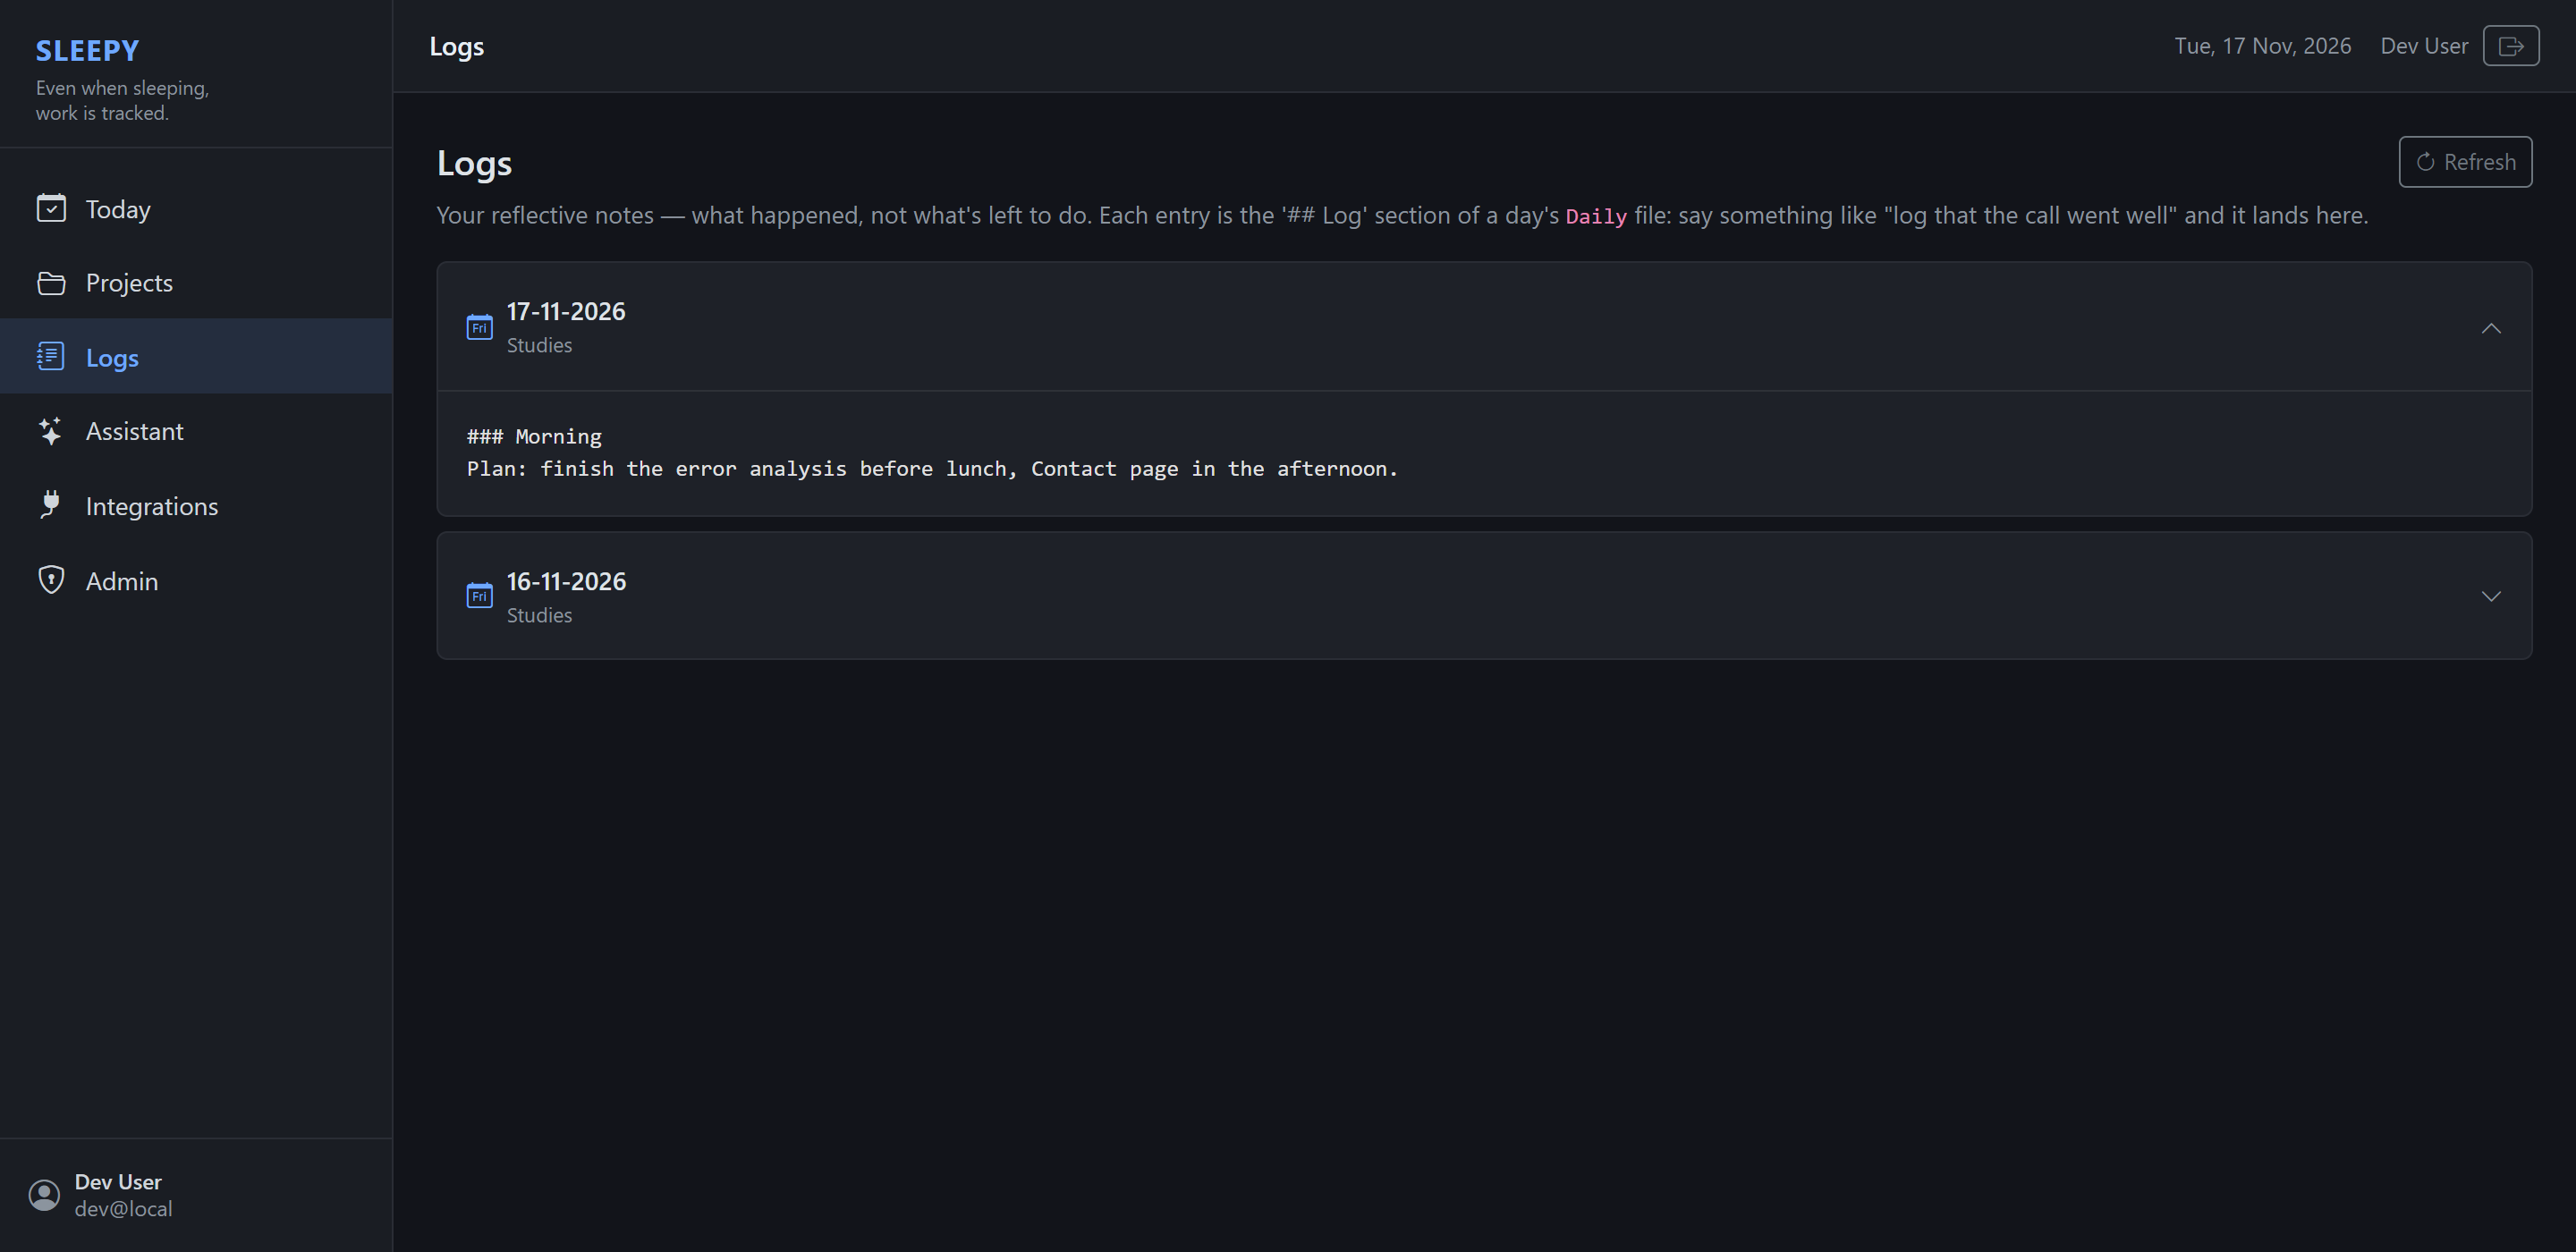 SLEEPY
Even when sleeping,
work is tracked.
Today
Projects
Logs
Assistant
Integrations
Admin
Dev User
dev@local
Logs
Tue, 17 Nov, 2026
Dev User
Logs
Refresh
Your reflective notes — what happened, not what's left to do. Each entry is the '## Log' section of a day's Daily file: say something like "log that the call went well" and it lands here.
Fri
17-11-2026
Studies
### Morning
Plan: finish the error analysis before lunch, Contact page in the afternoon.
Fri
16-11-2026
Studies